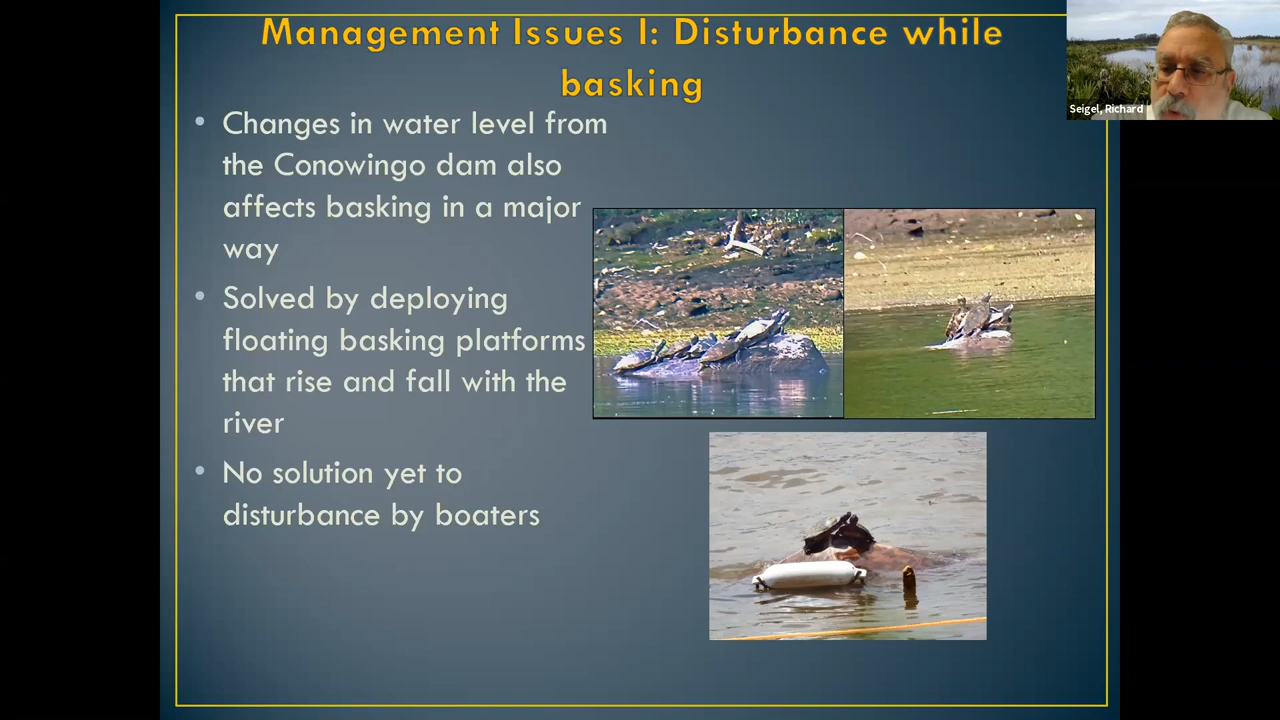 Management Issues I: Disturbance while
basking
Seigel, Richard
• Changes in water level from
the Conowingo dam also
affects basking in a major
way
• Solved by deploying
floating basking platforms
that rise and fall with the
river
• No solution yet to
disturbance by boaters